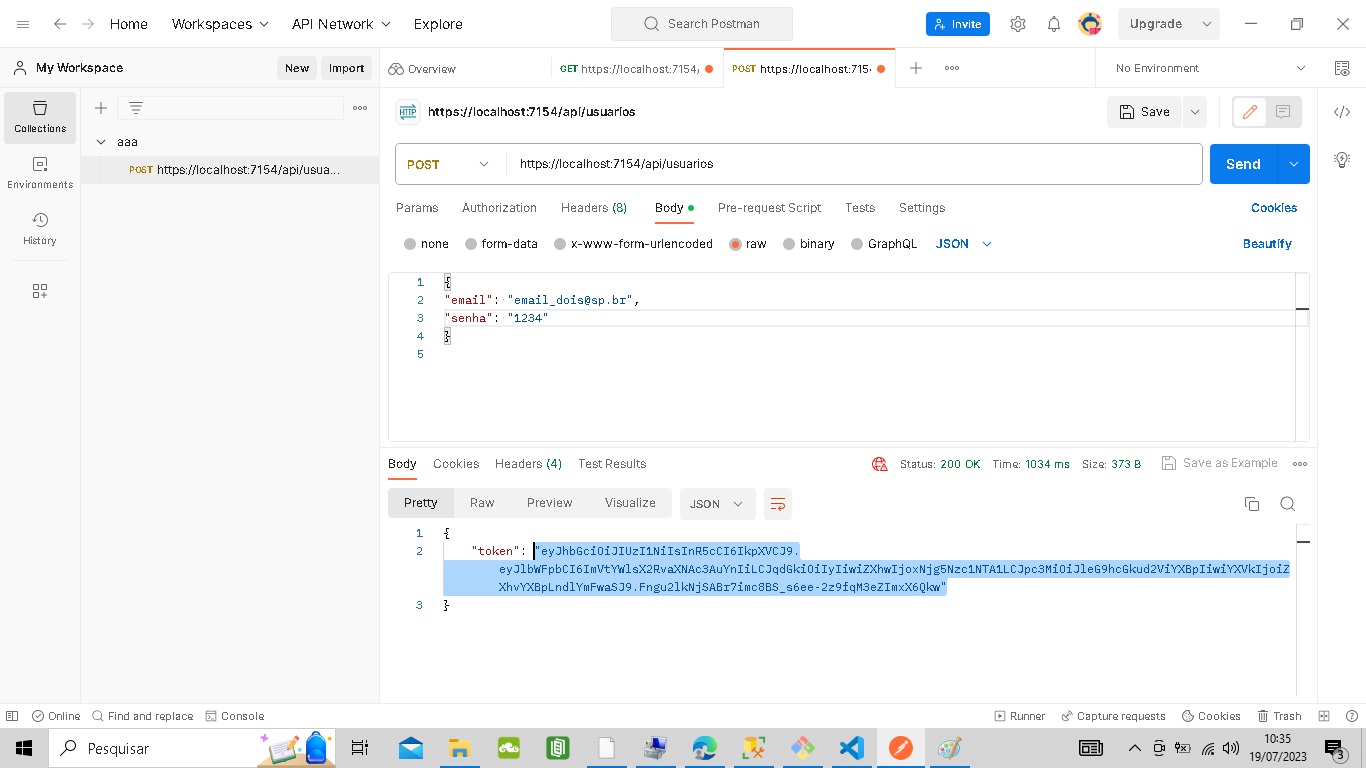 Home Workspaces API Network Explore Search Postman Invite Upgrade
My Workspace New Import Overview GET https://localhost:7154/ POST https://localhost:715 No Environment
Collections
Environments
History
aaa
POST https://localhost:7154/api/usua...
HTTP https://localhost:7154/api/usuarios Save
POST https://localhost:7154/api/usuarios Send
Params Authorization Headers (8) Body Pre-request Script Tests Settings Cookies
none form-data x-www-form-urlencoded raw binary GraphQL JSON Beautify
1 {
2 "email": "email_dois@sp.br",
3 "senha": "1234"
4 }
5
Body Cookies Headers (4) Test Results Status: 200 OK Time: 1034 ms Size: 373 B Save as Example
Pretty Raw Preview Visualize JSON
1 {
2 "token": "eyJhbGciOiJIUzI1NiIsInR5cCI6IkpXVCJ9.
eyJlbWFpbCI6ImVtYWlsX2RvaXNAc3AuYnIiLCJqdGkiOiIyIiwiZXhwIjoxNjg5Nzc1NTA1LCJpc3MiOiJleG9hcGkud2ViYXBpIiwiYXVkIjoiZ
XhvYXBpLndlYmFwaSJ9.Fngu2lkNjSABr7imc8BS_s6ee-2z9fqM3eZImxX6Qkw"
3 }
Online Find and replace Console Runner Capture requests Cookies Trash
Pesquisar
10:35
19/07/2023
3